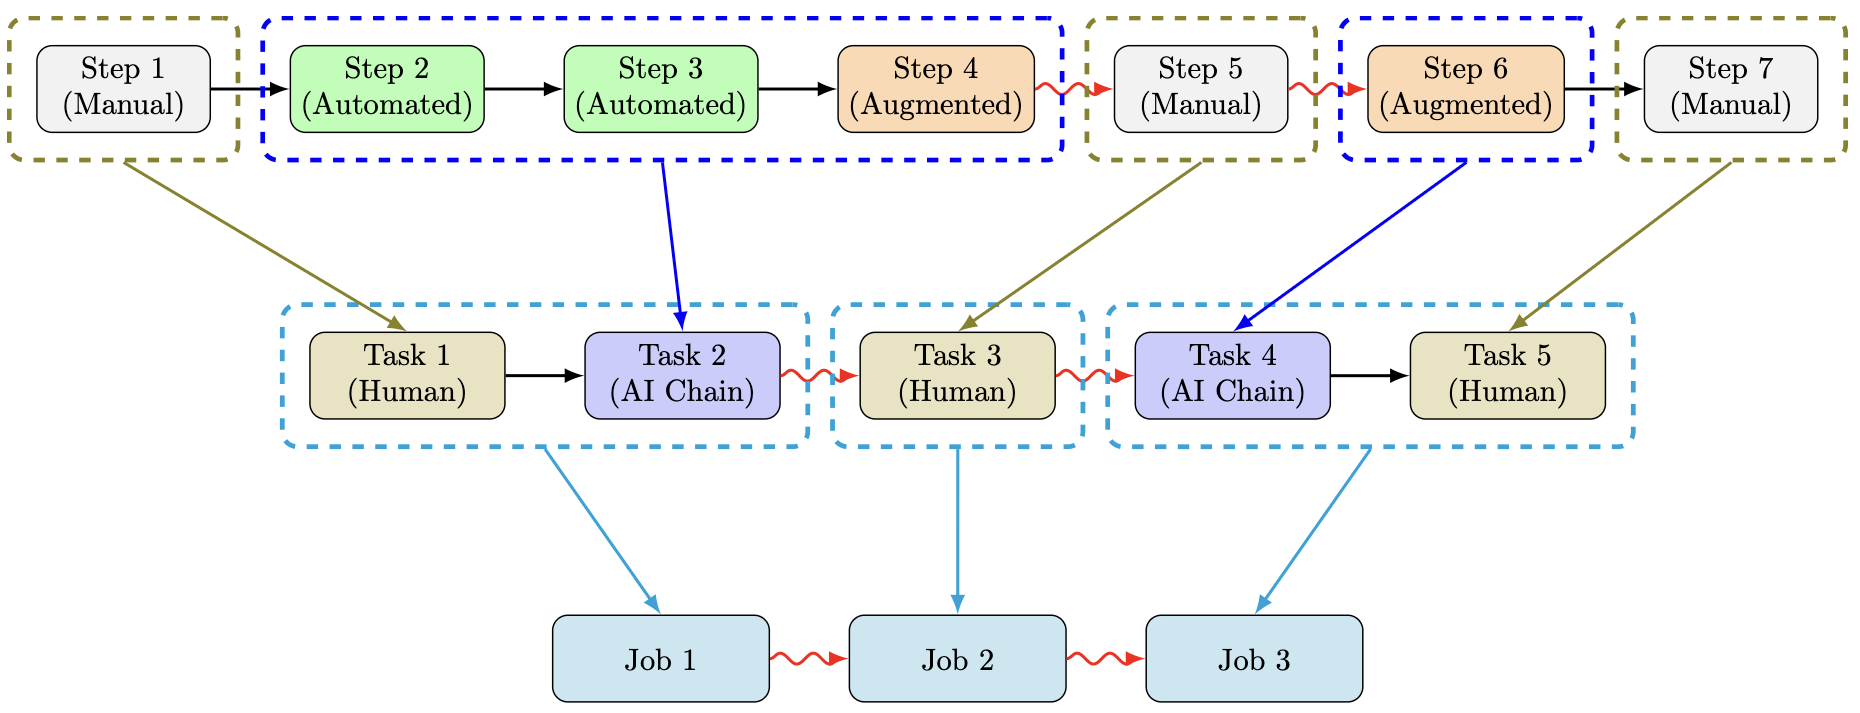 Step 1
(Manual)
Step 2
(Automated)
Step 3
(Automated)
Step 4
(Augmented)
Step 5
(Manual)
Step 6
(Augmented)
Step 7
(Manual)
Task 1
(Human)
Task 2
(AI Chain)
Task 3
(Human)
Task 4
(AI Chain)
Task 5
(Human)
Job 1
Job 2
Job 3